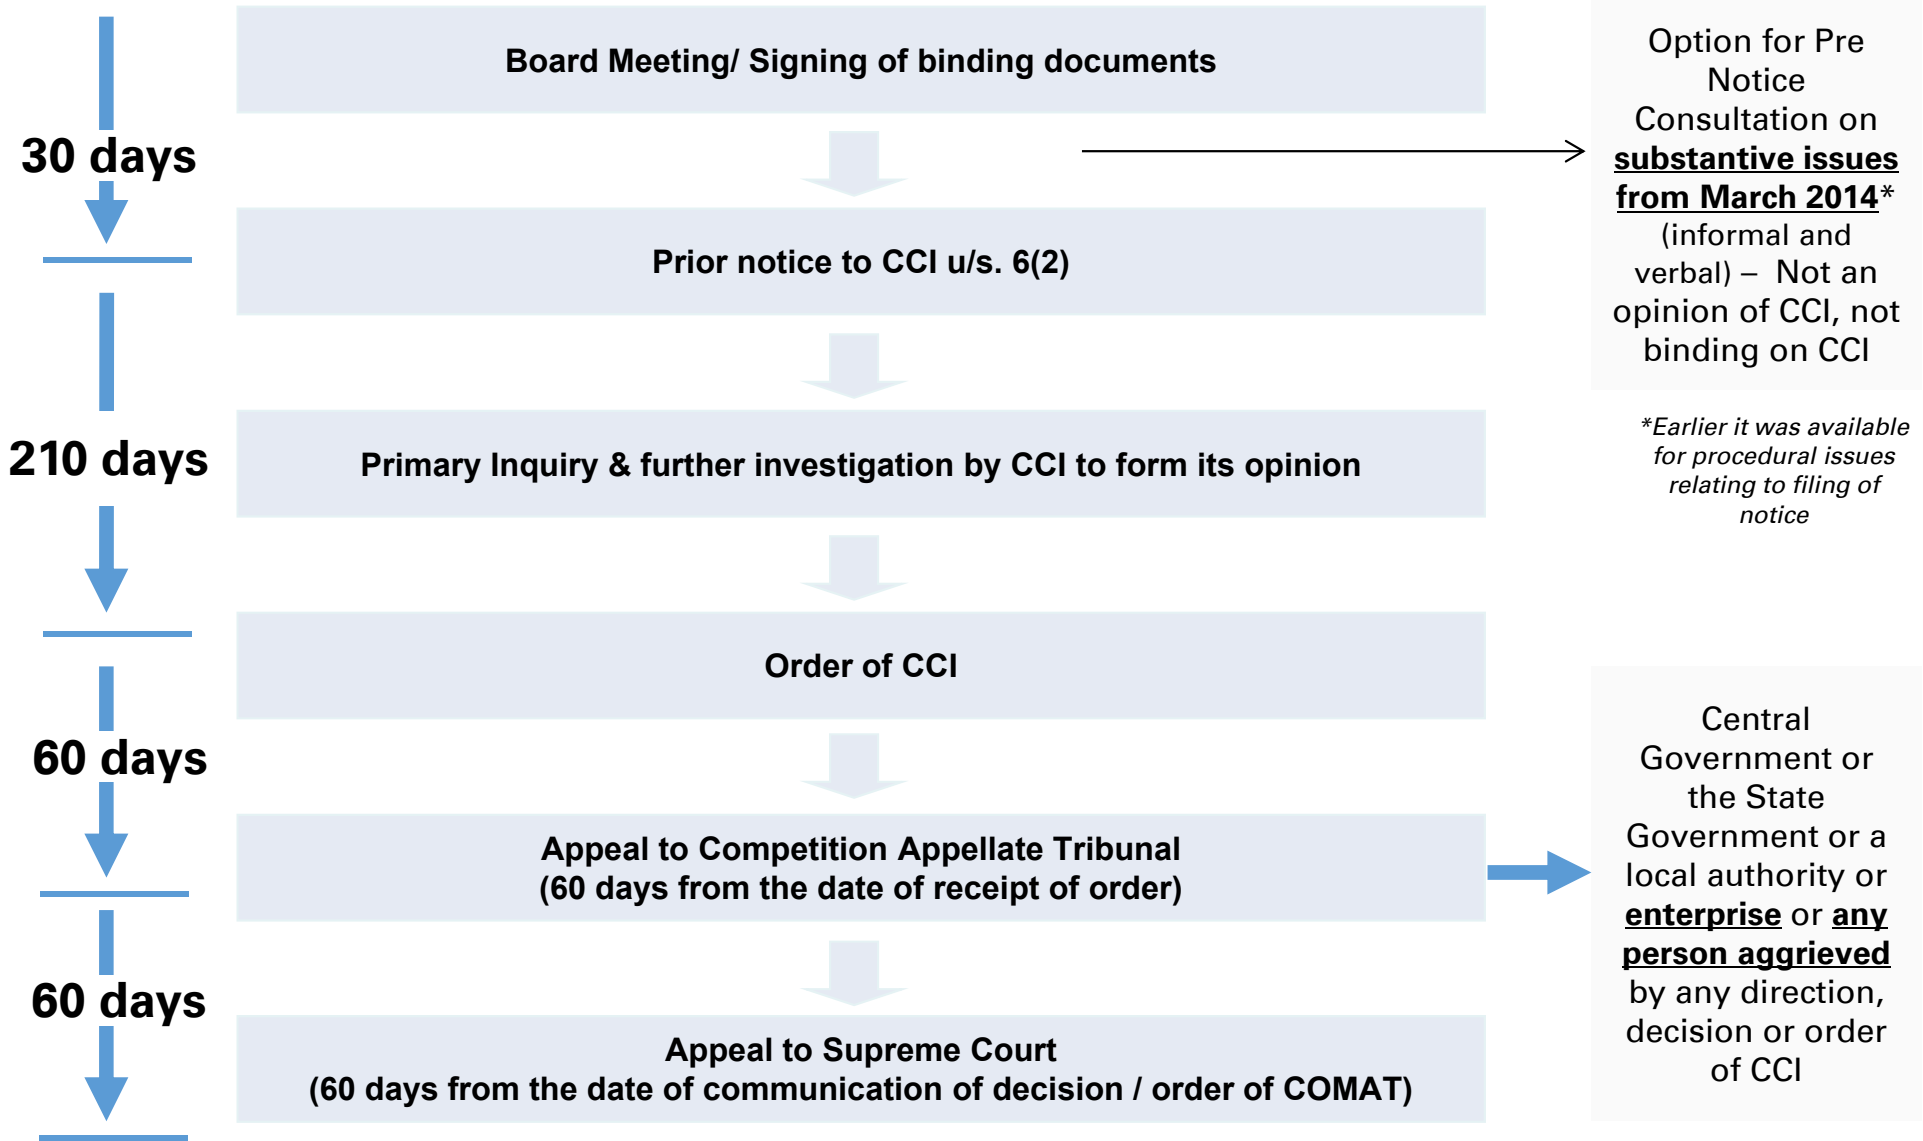 Board Meeting/ Signing of binding documents
30 days
Option for Pre
Notice
Consultation on
substantive issues
from March 2014*
(informal and
verbal) – Not an
opinion of CCI, not
binding on CCI
Prior notice to CCI u/s. 6(2)
*Earlier it was available
for procedural issues
relating to filing of
notice
210 days
Primary Inquiry & further investigation by CCI to form its opinion
Order of CCI
60 days
Appeal to Competition Appellate Tribunal
(60 days from the date of receipt of order)
Central
Government or
the State
Government or a
local authority or
enterprise or any
person aggrieved
by any direction,
decision or order
of CCI
60 days
Appeal to Supreme Court
(60 days from the date of communication of decision / order of COMAT)